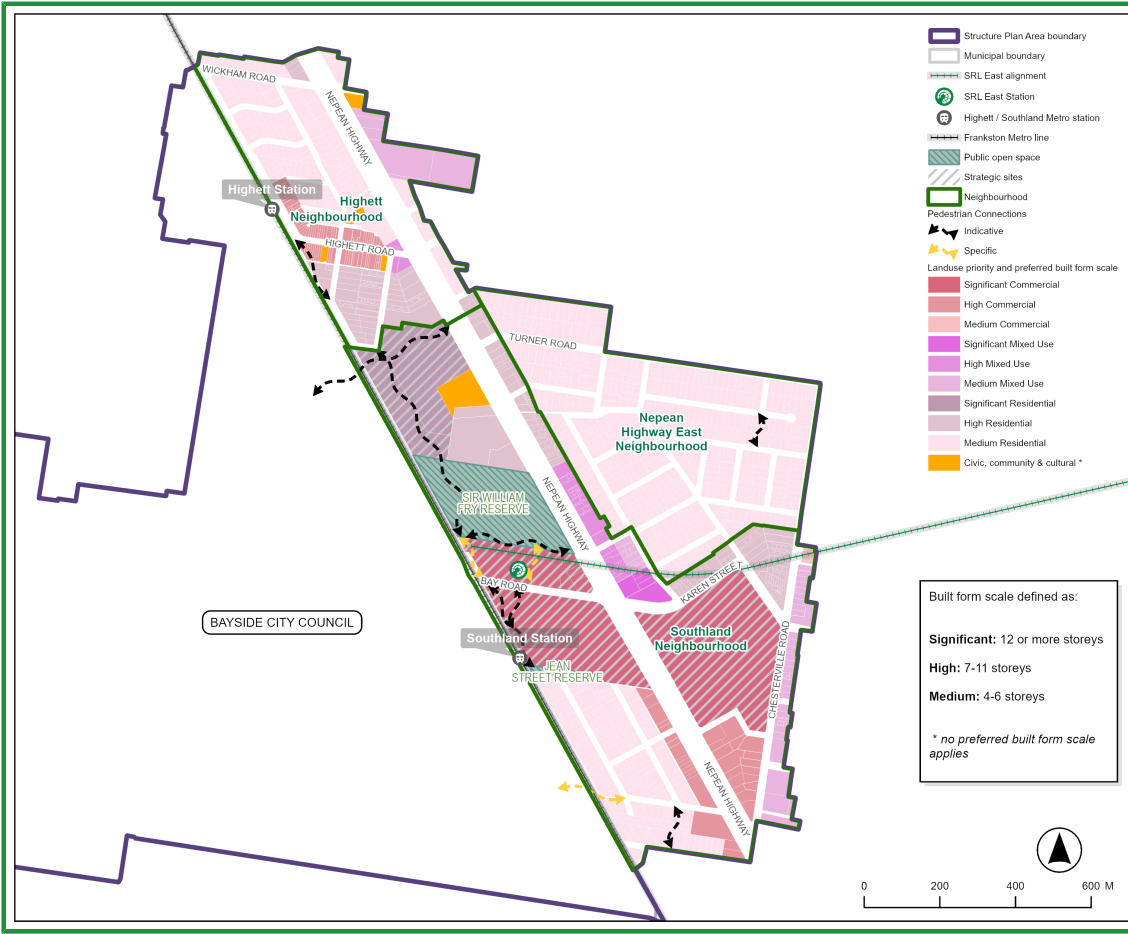 Structure Plan Area boundary
Municipal boundary
SRL East alignment
SRL East Station
Highett / Southland Metro station
Frankston Metro line
Public open space
Strategic sites
Neighbourhood
Pedestrian Connections
Indicative
Specific
Landuse priority and preferred built form scale
Significant Commercial
High Commercial
Medium Commercial
Significant Mixed Use
High Mixed Use
Medium Mixed Use
Significant Residential
High Residential
Medium Residential
Civic, community & cultural *
WICKHAM ROAD
NEPEAN HIGHWAY
Highett Station
Highett
Neighbourhood
HIGHETT ROAD
TURNER ROAD
Nepean
Highway East
Neighbourhood
SIR WILLIAM
FRY RESERVE
NEPEAN HIGHWAY
BAY ROAD
KAREN STREET
BAYSIDE CITY COUNCIL
Southland Station
Southland
Neighbourhood
JEAN
STREET RESERVE
CHESTERVILLE ROAD
NEPEAN HIGHWAY
Built form scale defined as:
Significant: 12 or more storeys
High: 7-11 storeys
Medium: 4-6 storeys
* no preferred built form scale
applies
0 200 400 600 M